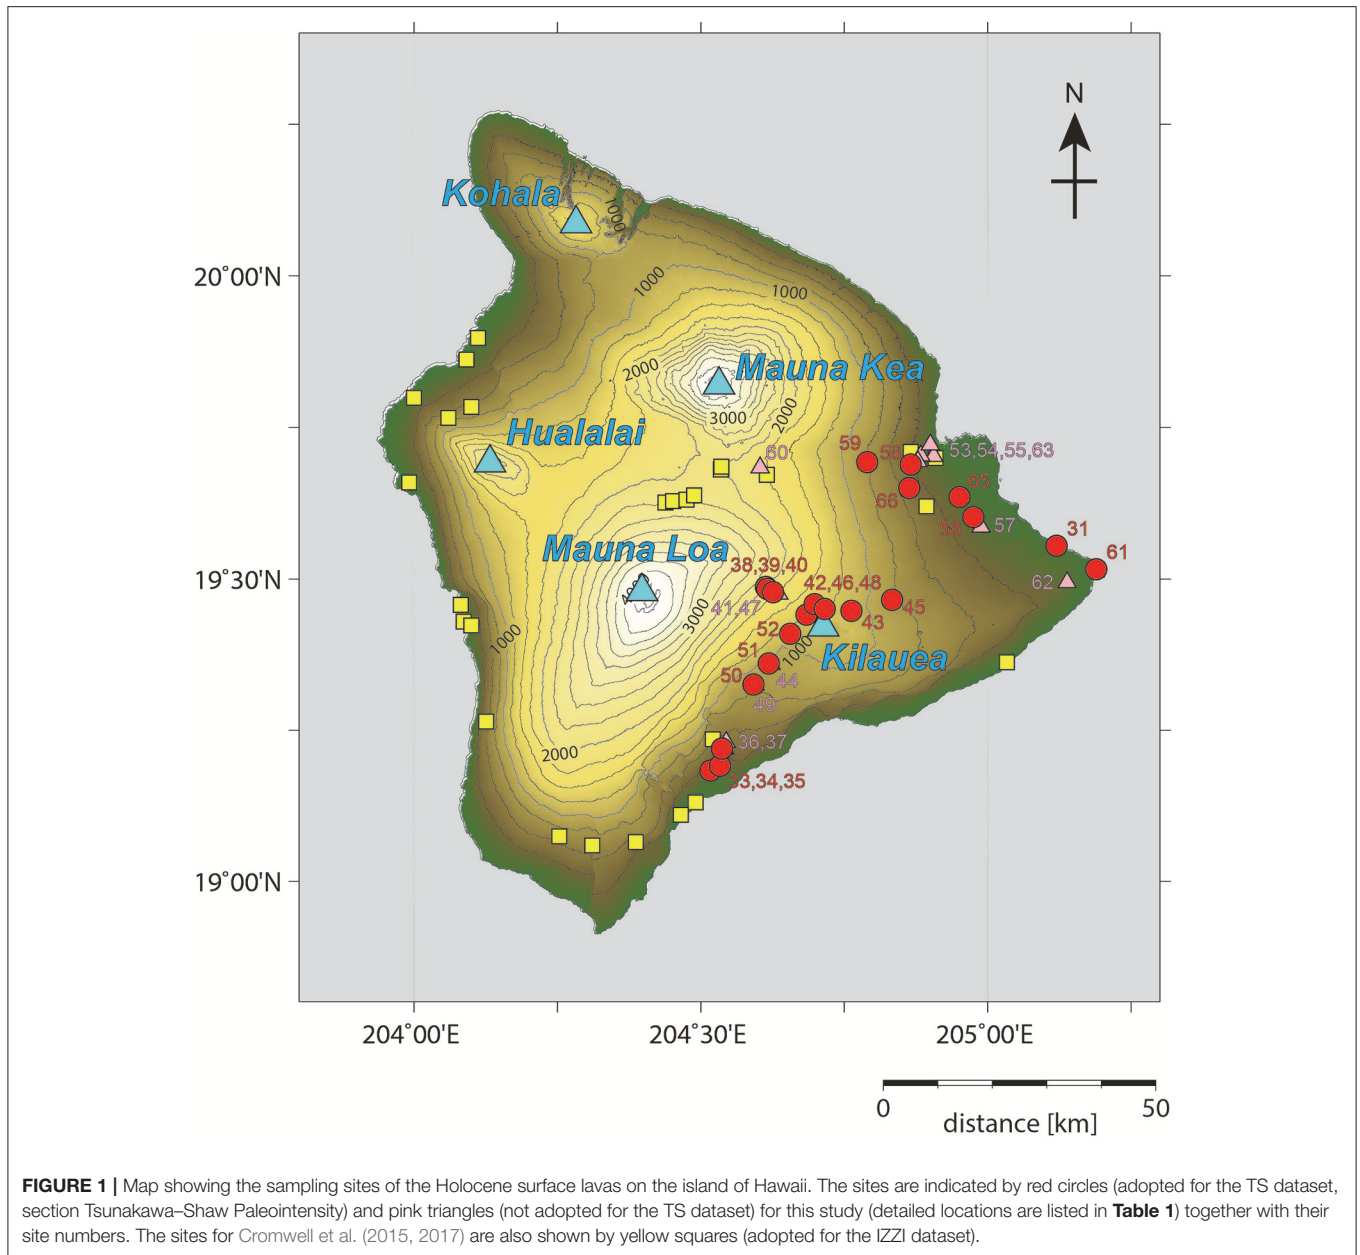 N
Kohala
1000
20°00'N
1000
1000
2000
Mauna Kea
3000
2000
Hualalai
59
58
53,54,55,63
60
66
65
56
57
31
61
Mauna Loa
38,39,40
19°30'N
62
42,46,48
41,47
45
43
3000
52
1000
51
1000
Kilauea
50
44
49
36,37
2000
33,34,35
19°00'N
204°00'E
204°30'E
205°00'E
0
50
distance [km]
FIGURE 1 | Map showing the sampling sites of the Holocene surface lavas on the island of Hawaii. The sites are indicated by red circles (adopted for the TS dataset,
section Tsunakawa–Shaw Paleointensity) and pink triangles (not adopted for the TS dataset) for this study (detailed locations are listed in Table 1) together with their
site numbers. The sites for Cromwell et al. (2015, 2017) are also shown by yellow squares (adopted for the IZZI dataset).